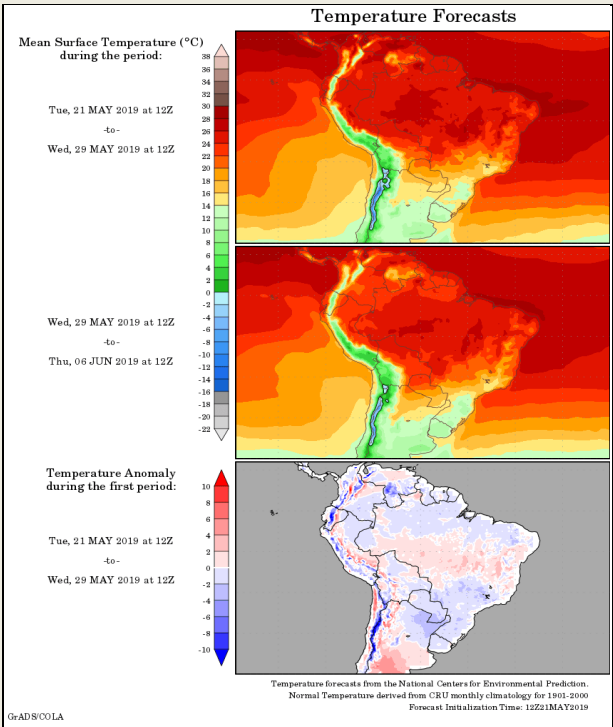 Temperature Forecasts
Mean Surface Temperature (°C)
during the period:
Tue, 21 MAY 2019 at 12Z
-to-
Wed, 29 MAY 2019 at 12Z
38
36
34
32
30
28
26
24
22
20
18
16
14
12
10
8
6
4
2
0
-2
-4
-6
-8
-10
-12
-14
-16
-18
-20
-22
Wed, 29 MAY 2019 at 12Z
-to-
Thu, 06 JUN 2019 at 12Z
Temperature Anomaly
during the first period:
Tue, 21 MAY 2019 at 12Z
-to-
Wed, 29 MAY 2019 at 12Z
10
8
6
4
2
0
-2
-4
-6
-8
-10
Temperature forecasts from the National Centers for Environmental Prediction.
Normal Temperature derived from CRU monthly climatology for 1901-2000
Forecast Initialization Time: 12Z21MAY2019
GrADS/COLA